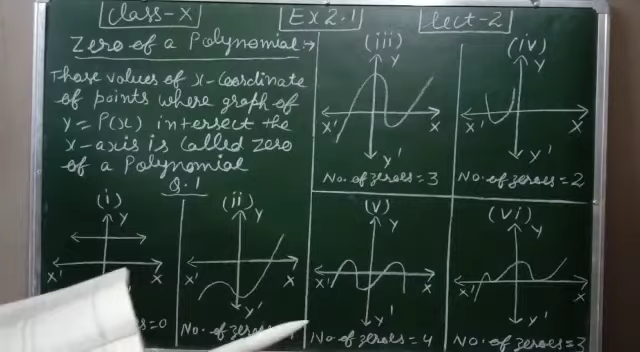 Class-X
Ex 2.1
Lect-2
Zero of a Polynomial:→
Those values of x-coordinate
of points where graph of
y = P(x) intersect the
x-axis is called zero
of a Polynomial
Q.1
(i)
Y
X' X
=0
(ii)
Y
X' X
Y'
No. of zeroes
(iii)
Y
X' X
Y'
No. of zeroes = 3
(iv)
Y
X' X
Y'
No. of zeroes = 2
(v)
Y
X' X
Y'
No. of zeroes = 4
(vi)
Y
X' X
Y'
No. of zeroes = 3